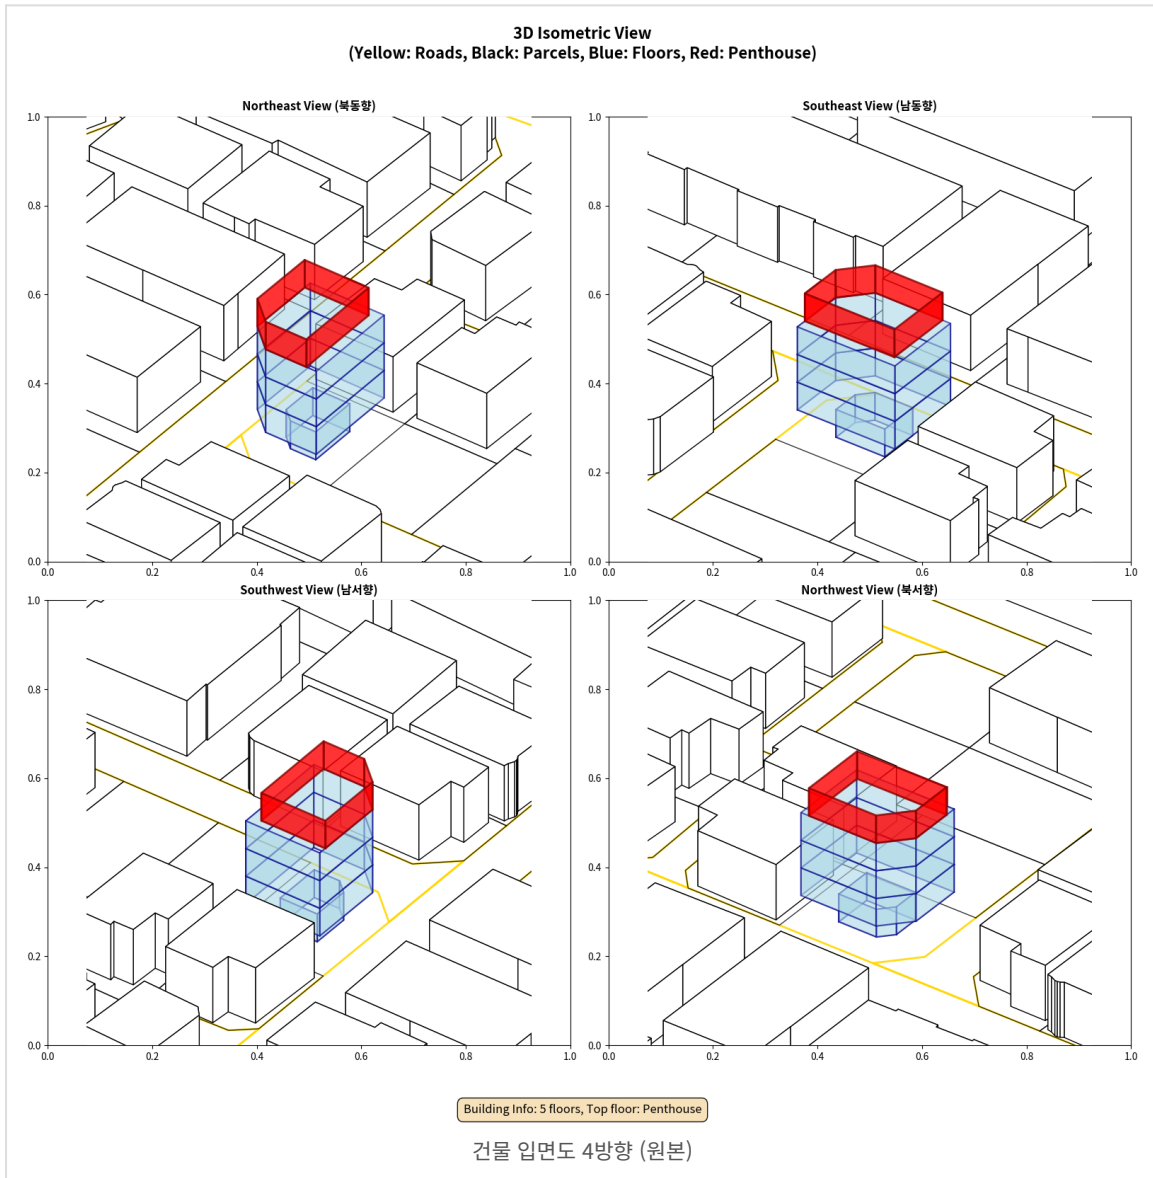 3D Isometric View
(Yellow: Roads, Black: Parcels, Blue: Floors, Red: Penthouse)
Northeast View (북동향)
1.0
0.8
0.6
0.4
0.2
0.0
0.0 0.2 0.4 0.6 0.8 1.0
Southeast View (남동향)
1.0
0.8
0.6
0.4
0.2
0.0
0.0 0.2 0.4 0.6 0.8 1.0
Southwest View (남서향)
1.0
0.8
0.6
0.4
0.2
0.0
0.0 0.2 0.4 0.6 0.8 1.0
Northwest View (북서향)
1.0
0.8
0.6
0.4
0.2
0.0
0.0 0.2 0.4 0.6 0.8 1.0
Building Info: 5 floors, Top floor: Penthouse
건물 입면도 4방향 (원본)